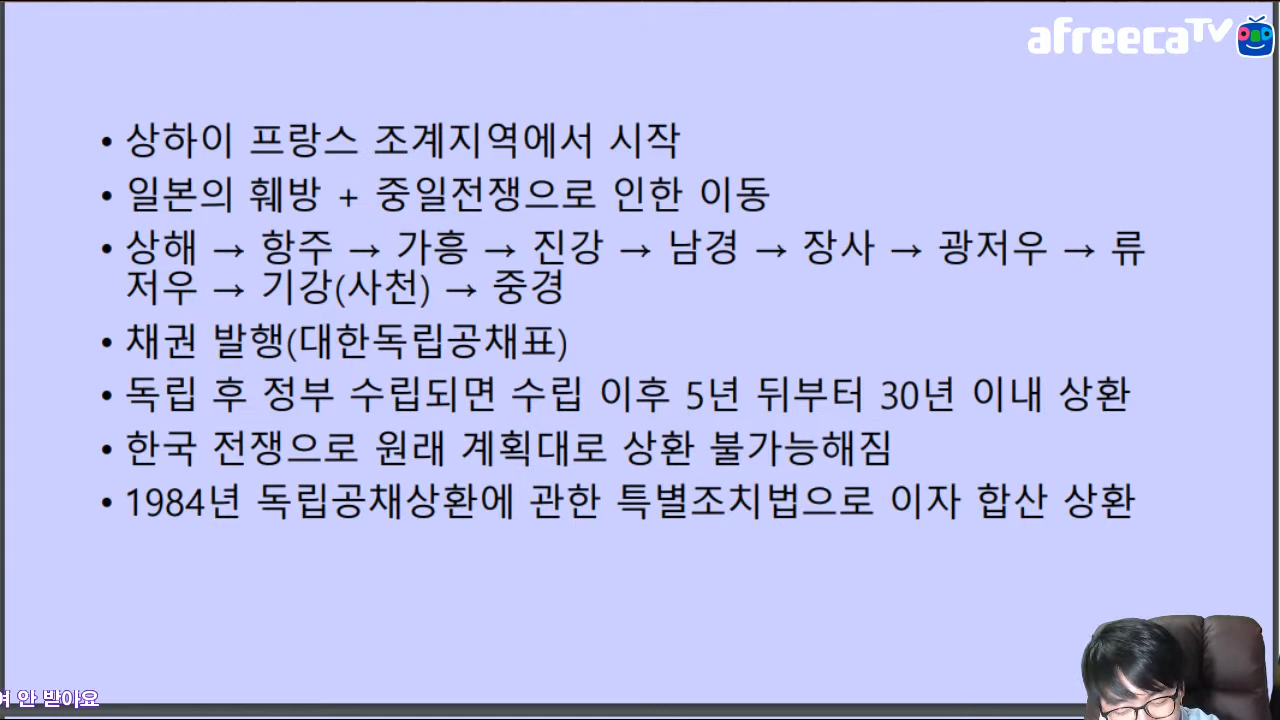 afreecaTV
• 상하이 프랑스 조계지역에서 시작
• 일본의 훼방 + 중일전쟁으로 인한 이동
• 상해 → 항주 → 가흥 → 진강 → 남경 → 장사 → 광저우 → 류
저우 → 기강(사천) → 중경
• 채권 발행(대한독립공채표)
• 독립 후 정부 수립되면 수립 이후 5년 뒤부터 30년 이내 상환
• 한국 전쟁으로 원래 계획대로 상환 불가능해짐
• 1984년 독립공채상환에 관한 특별조치법으로 이자 합산 상환
안 받아요